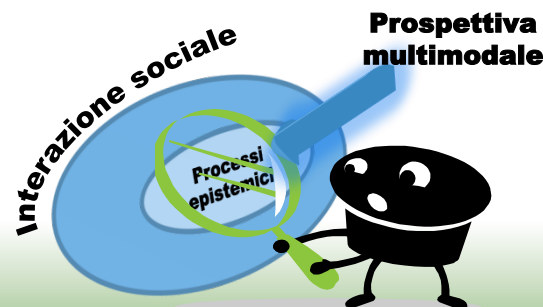 Interazione sociale
Prospettiva
multimodale
Processi
epistemici